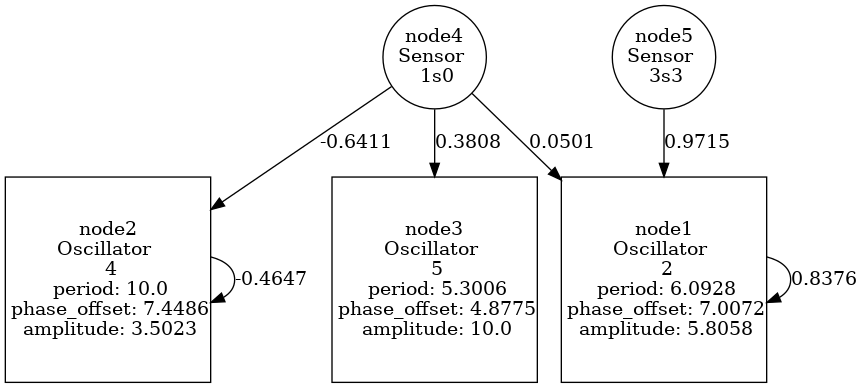 node4
Sensor
1s0
node5
Sensor
3s3
-0.6411
0.3808
0.0501
0.9715
node2
Oscillator
4
period: 10.0
phase_offset: 7.4486
amplitude: 3.5023
-0.4647
node3
Oscillator
5
period: 5.3006
phase_offset: 4.8775
amplitude: 10.0
node1
Oscillator
2
period: 6.0928
phase_offset: 7.0072
amplitude: 5.8058
0.8376